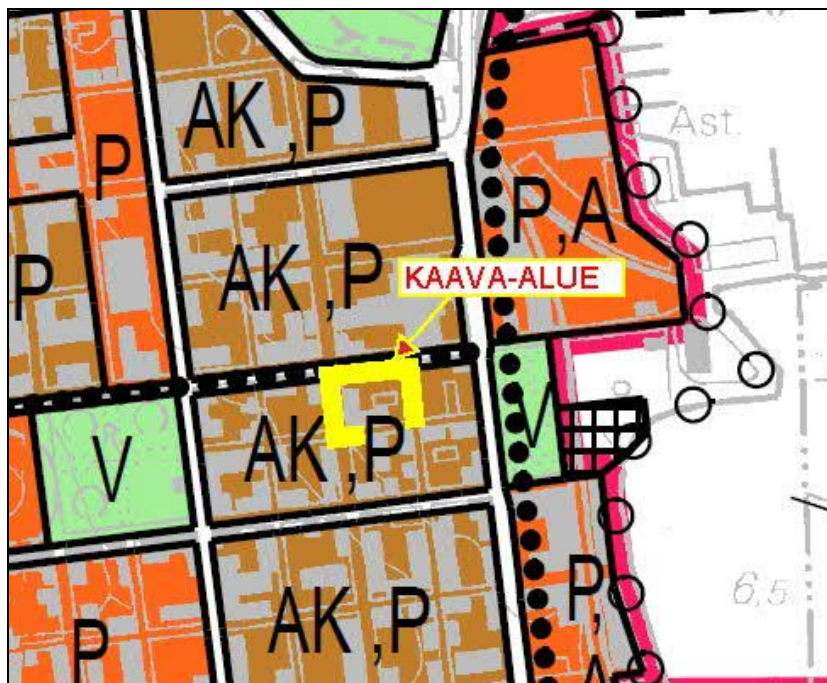 AK ,P
Ast.
P
P,A
AK ,P
P
KAAVA-ALUE
V
AK ,P
V
6,5
P,
AK ,P
P
A